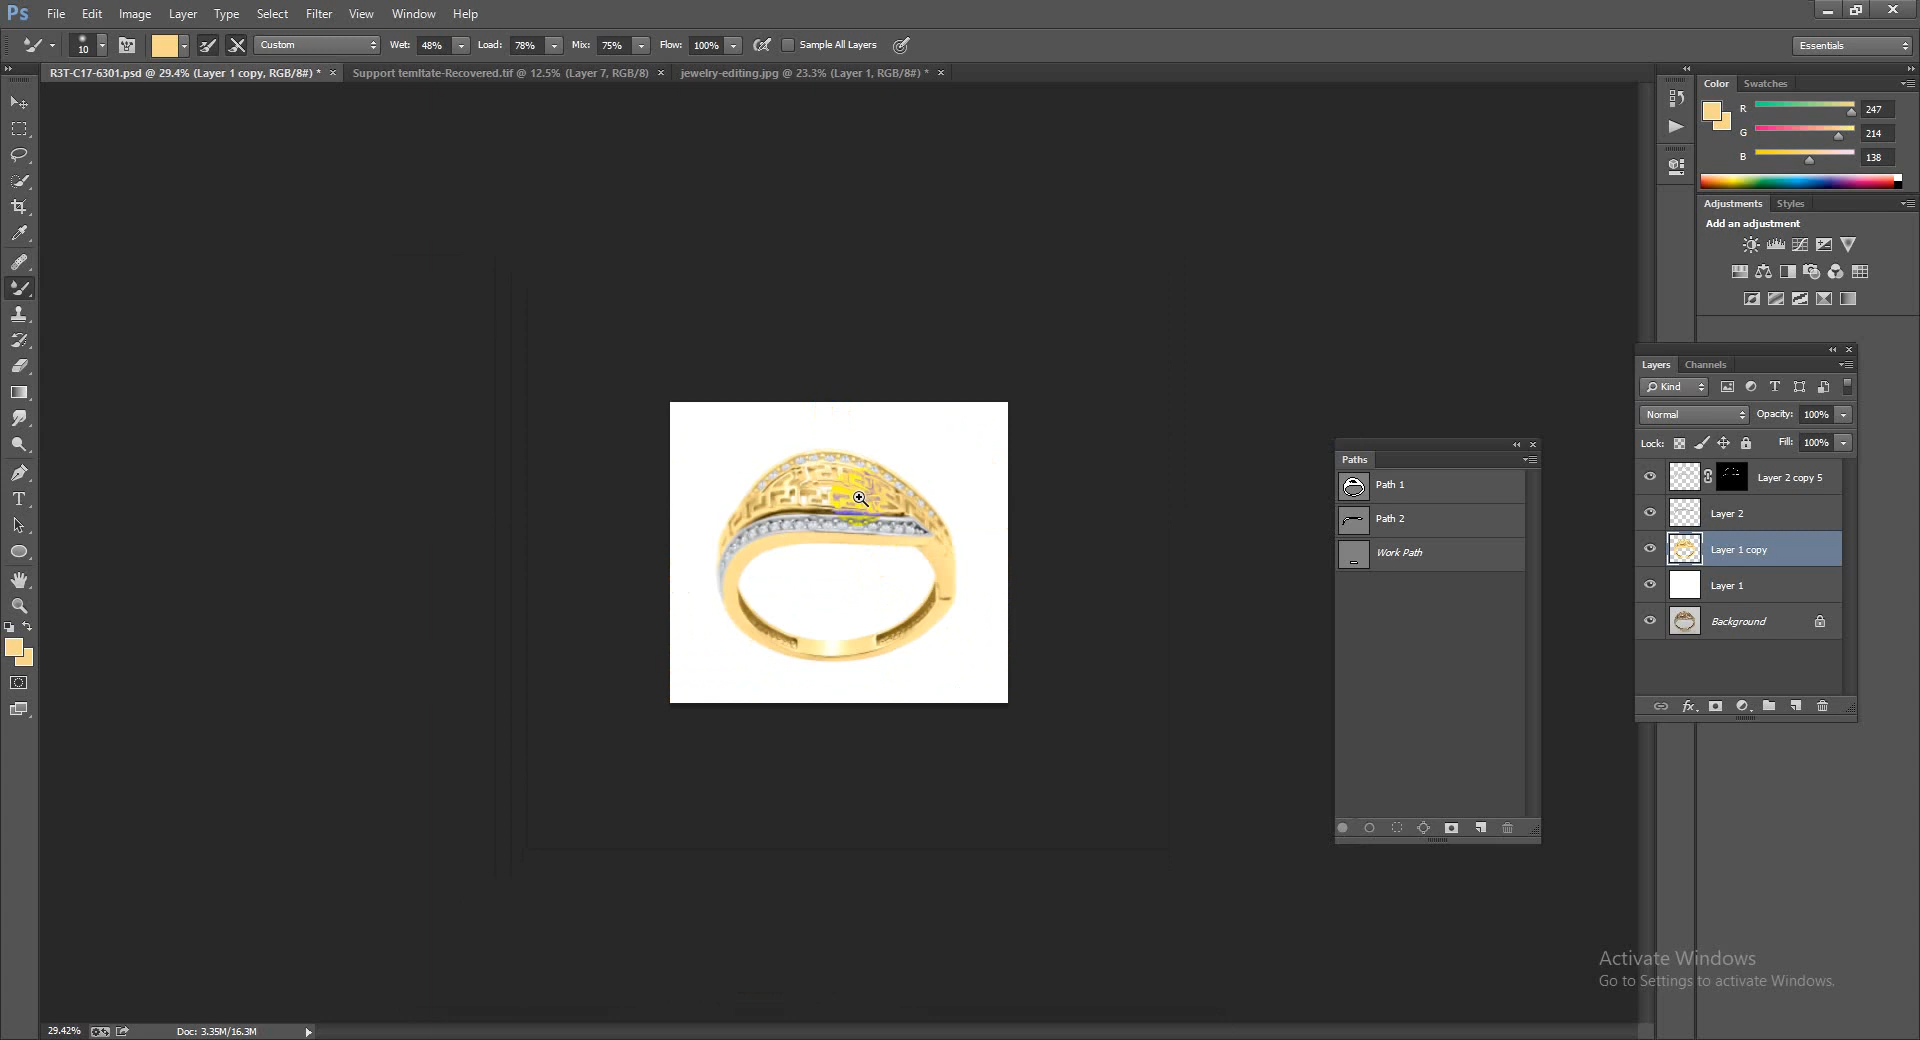 Ps File Edit Image Layer Type Select Filter View Window Help
10 Custom Wet: 48% Load: 78% Mix: 75% Flow: 100% Sample All Layers Essentials
R3T-C17-6301.psd @ 29.4% (Layer 1 copy, RGB/8#) * × Support temltate-Recovered.tif @ 12.5% (Layer 7, RGB/8) × jewelry-editing.jpg @ 23.3% (Layer 1, RGB/8#) * ×
Color Swatches
R 247
G 214
B 138
Adjustments Styles
Add an adjustment
Layers Channels
Kind
Normal Opacity: 100%
Lock: Fill: 100%
Layer 2 copy 5
Layer 2
Layer 1 copy
Layer 1
Background
fx
Paths
Path 1
Path 2
Work Path
Activate Windows
Go to Settings to activate Windows.
29.42% Doc: 3.35M/16.3M